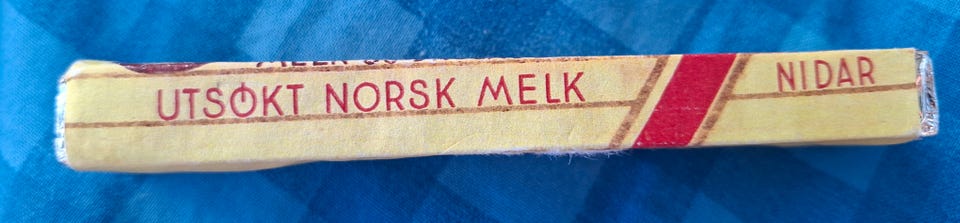 UTSØKT NORSK MELK
NIDAR